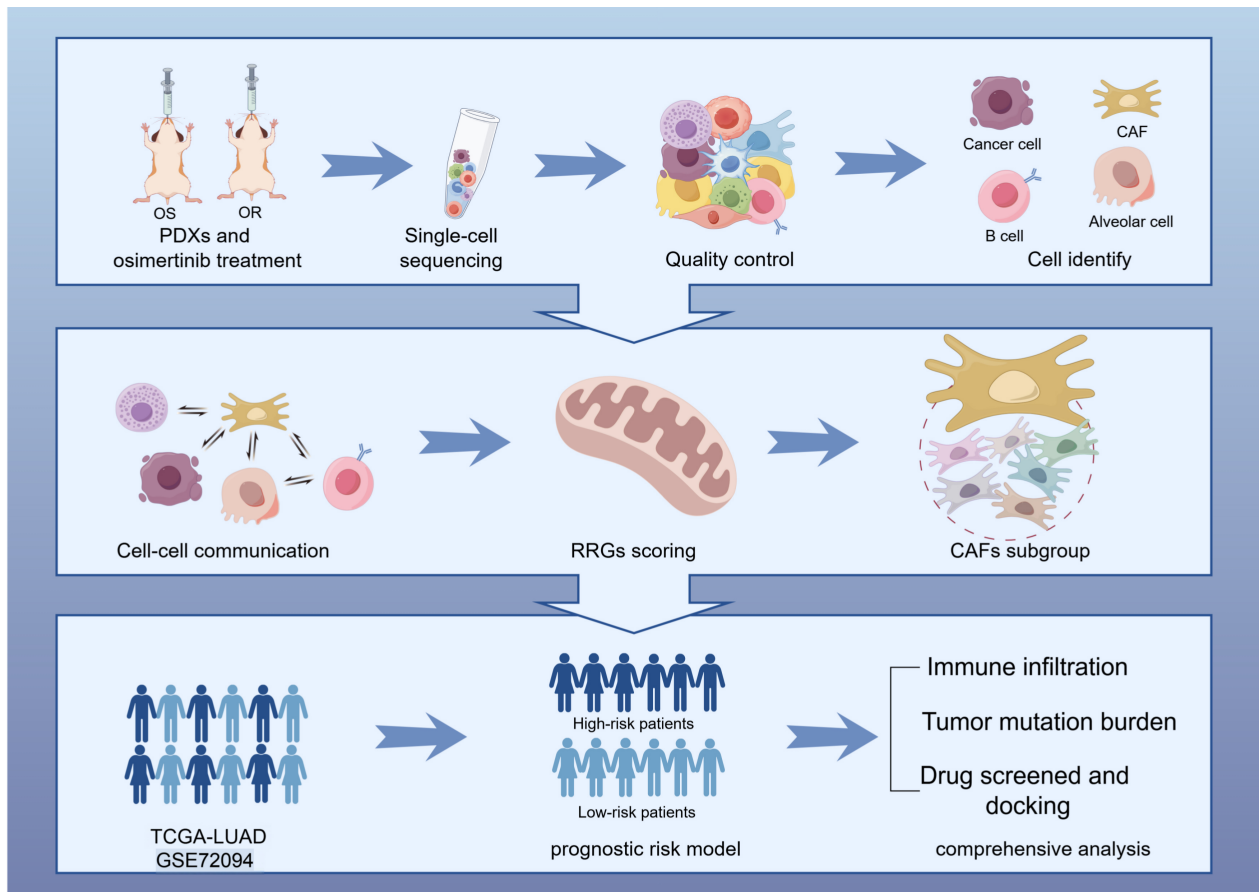 OS
OR
PDXs and
osimertinib treatment
Single-cell
sequencing
Quality control
Cancer cell
CAF
B cell
Alveolar cell
Cell identify
Cell-cell communication
RRGs scoring
CAFs subgroup
TCGA-LUAD
GSE72094
High-risk patients
Low-risk patients
prognostic risk model
Immune infiltration
Tumor mutation burden
Drug screened and
docking
comprehensive analysis